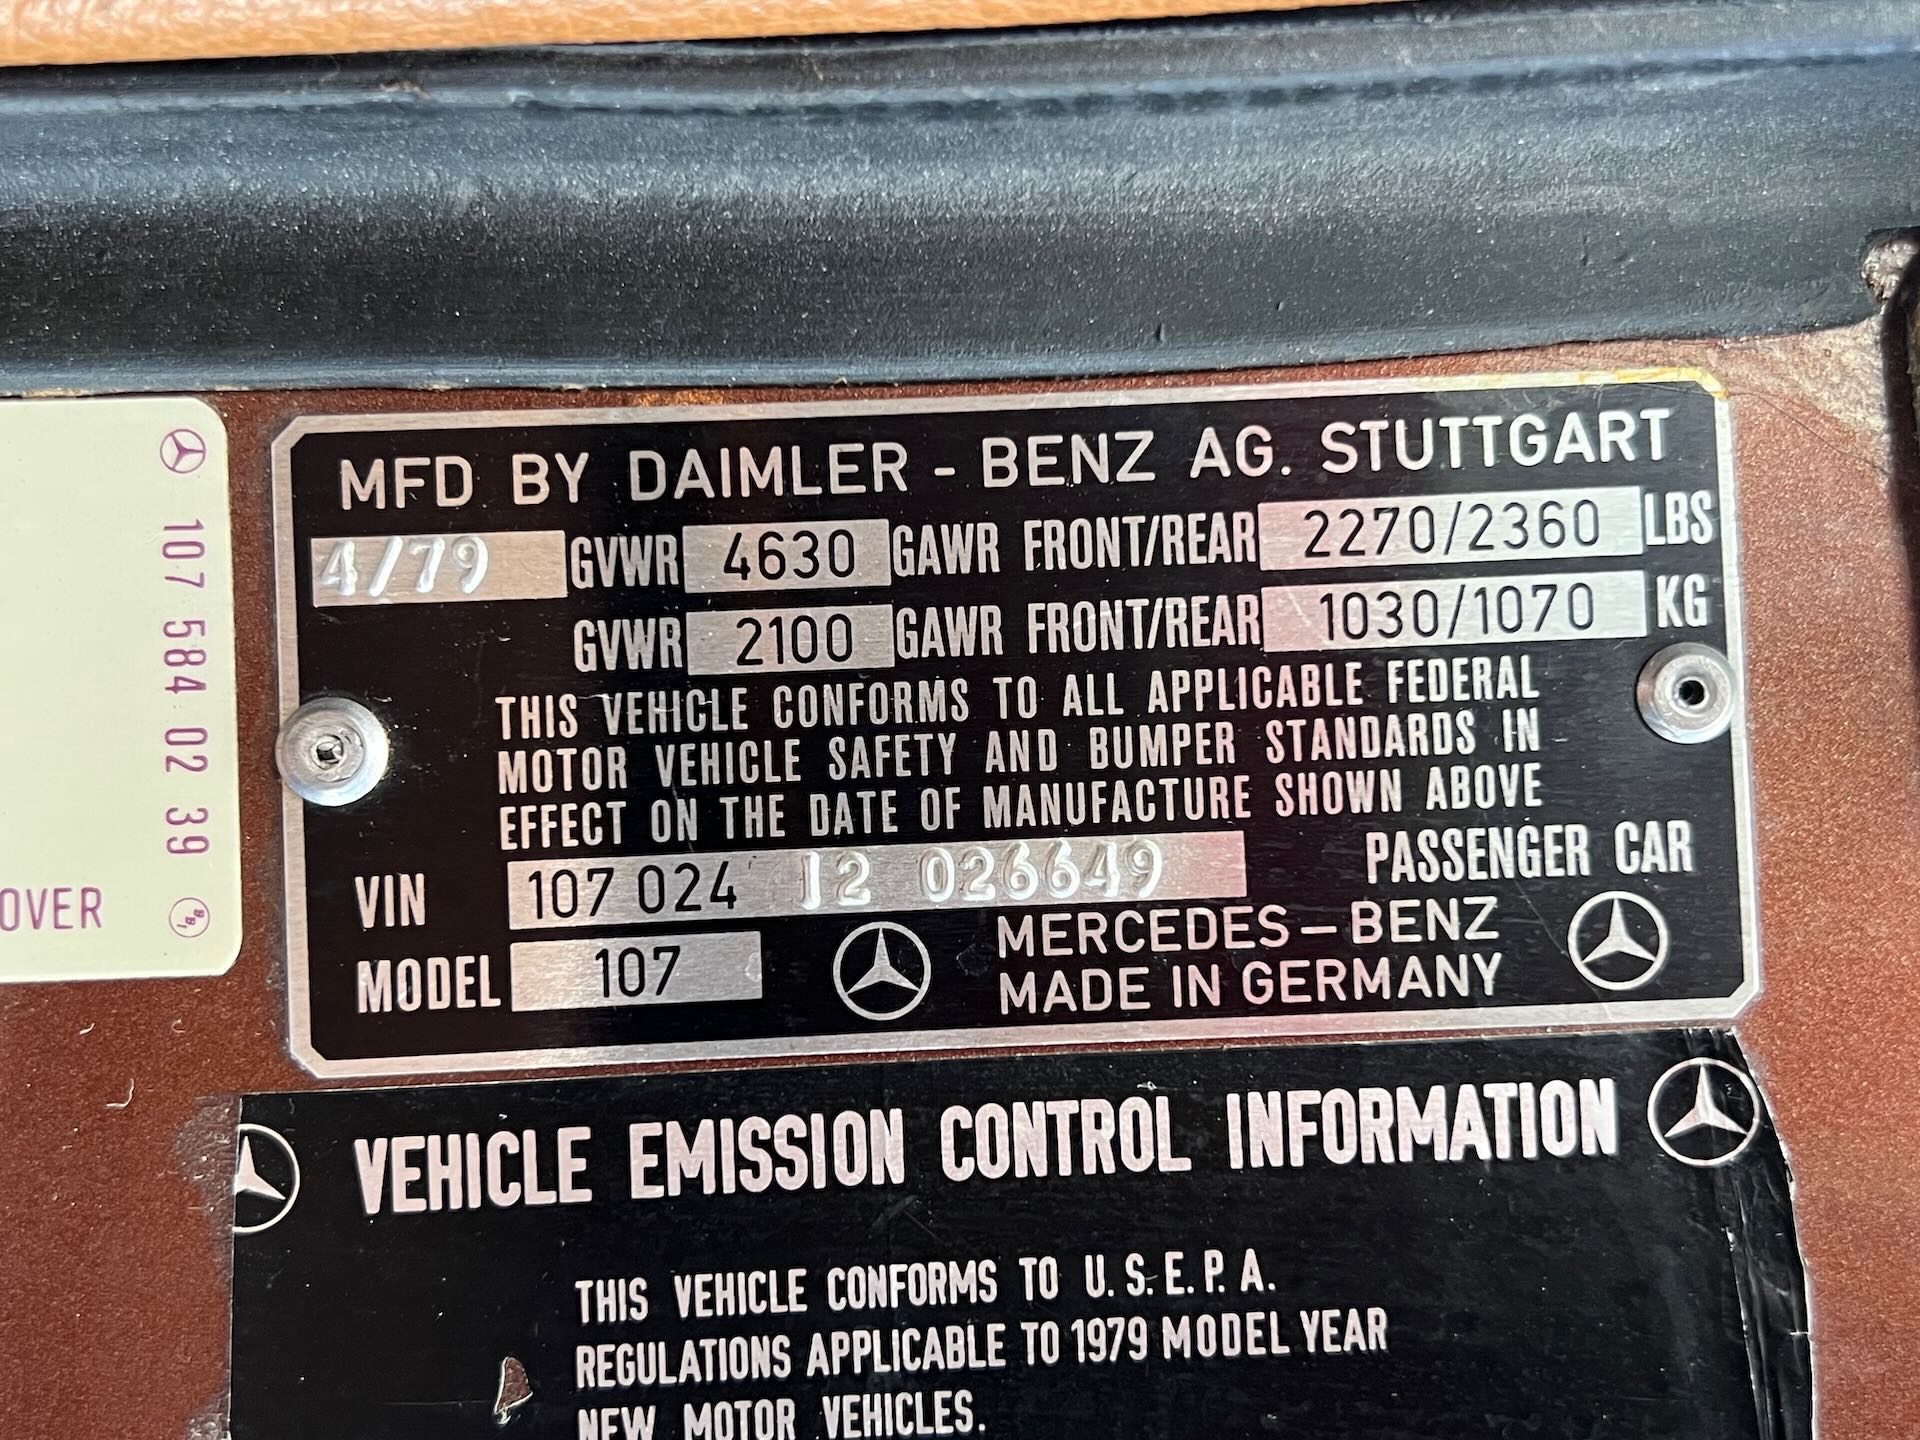 MFD BY DAIMLER - BENZ AG. STUTTGART
4/79 GVWR 4630 GAWR FRONT/REAR 2270/2360 LBS
GVWR 2100 GAWR FRONT/REAR 1030/1070 KG
THIS VEHICLE CONFORMS TO ALL APPLICABLE FEDERAL
MOTOR VEHICLE SAFETY AND BUMPER STANDARDS IN
EFFECT ON THE DATE OF MANUFACTURE SHOWN ABOVE
VIN 107 024 12 026649 PASSENGER CAR
MODEL 107
MERCEDES-BENZ
MADE IN GERMANY
107 584 02 39
OVER
VEHICLE EMISSION CONTROL INFORMATION
THIS VEHICLE CONFORMS TO U.S.E.P.A.
REGULATIONS APPLICABLE TO 1979 MODEL YEAR
NEW MOTOR VEHICLES.